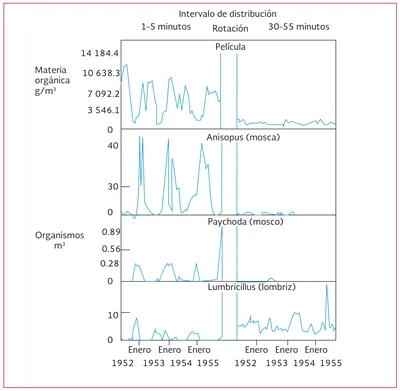 Intervalo de distribución
1–5 minutos Rotación 30-55 minutos
Película
Materia
orgánica
g/m³
14 184.4
10 638.3
7 092.2
3 546.1
0
Anisopus (mosca)
40
30
0
Paychoda (mosco)
Organismos
m³
0.89
0.56
0.28
0
Lumbricillus (lombriz)
10
0
Enero Enero Enero Enero Enero Enero
1952 1953 1954 1955 1952 1953 1954 1955